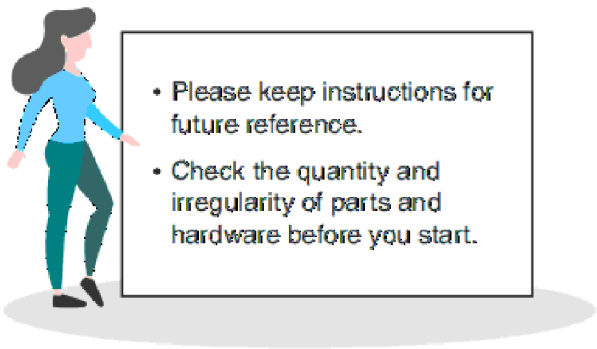 • Please keep instructions for
future reference.
• Check the quantity and
irregularity of parts and
hardware before you start.